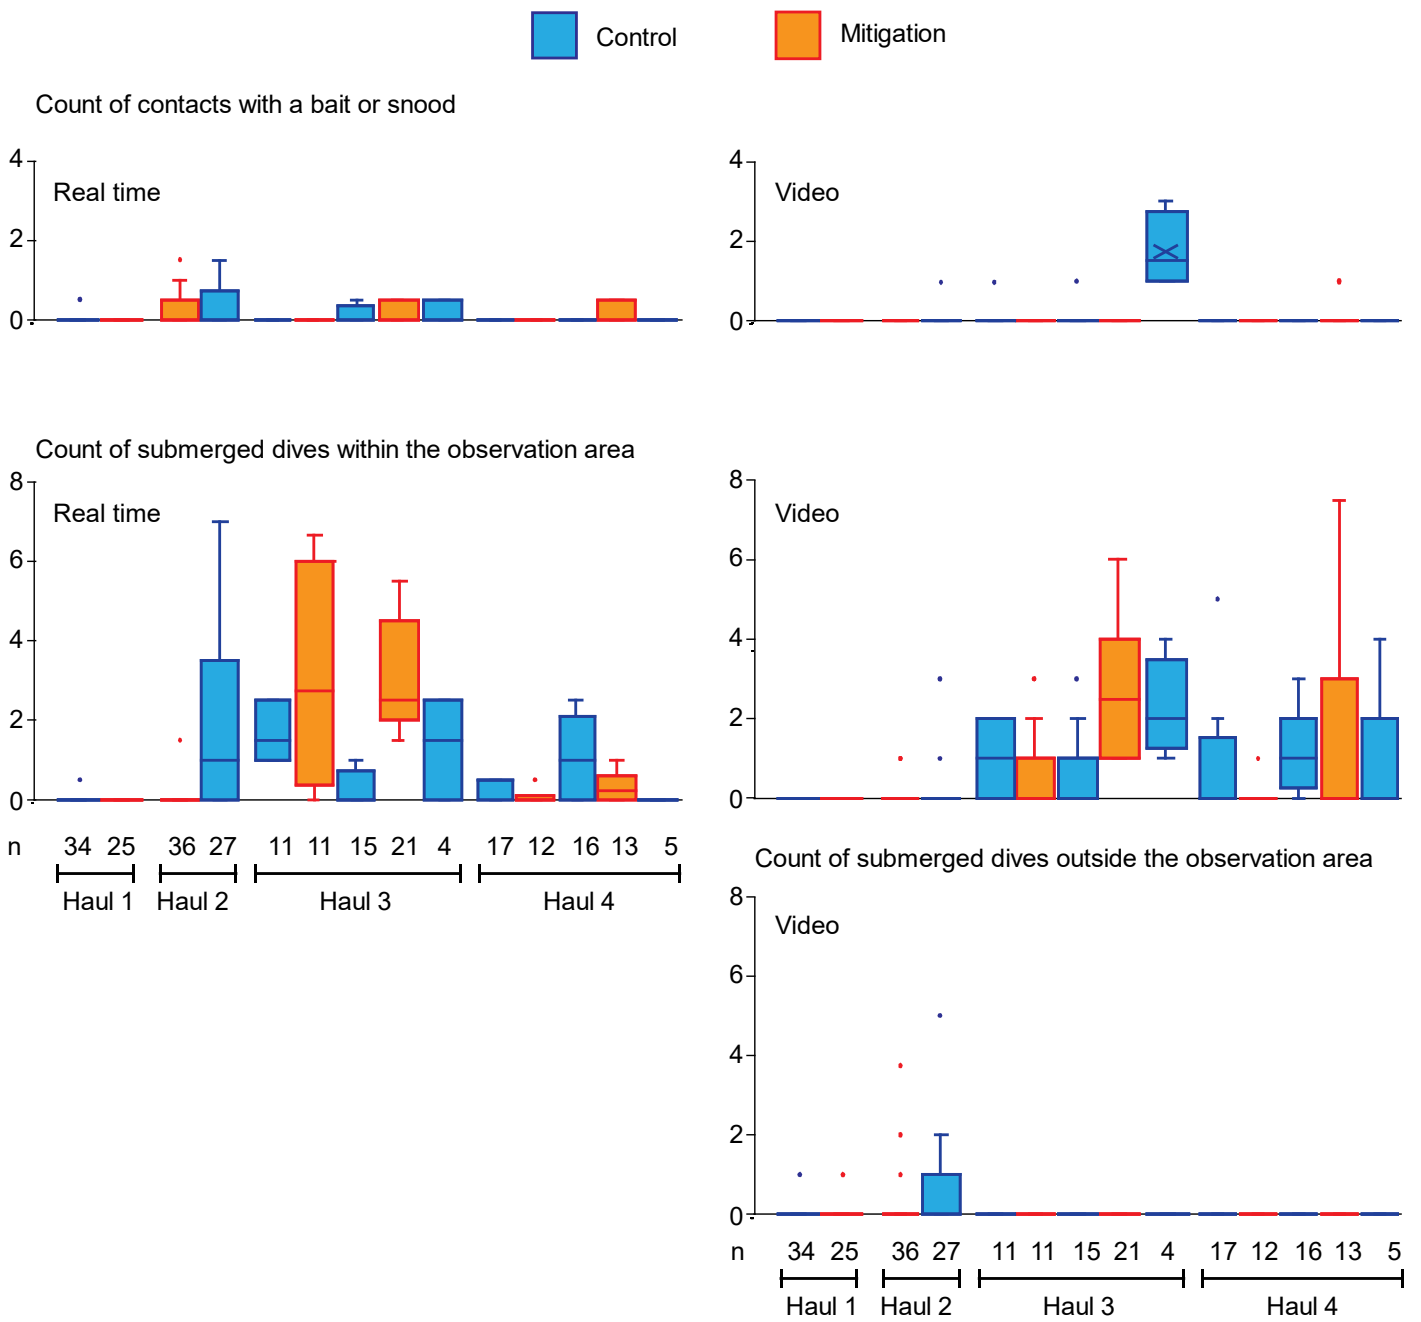 Control
Mitigation
Count of contacts with a bait or snood
4
Real time
2
0
4
Video
2
0
Count of submerged dives within the observation area
8
Real time
6
4
2
0
n 34 25 36 27 11 11 15 21 4 17 12 16 13 5
Haul 1 Haul 2 Haul 3 Haul 4
8
Video
6
4
2
0
Count of submerged dives outside the observation area
8
Video
6
4
2
0
n 34 25 36 27 11 11 15 21 4 17 12 16 13 5
Haul 1 Haul 2 Haul 3 Haul 4